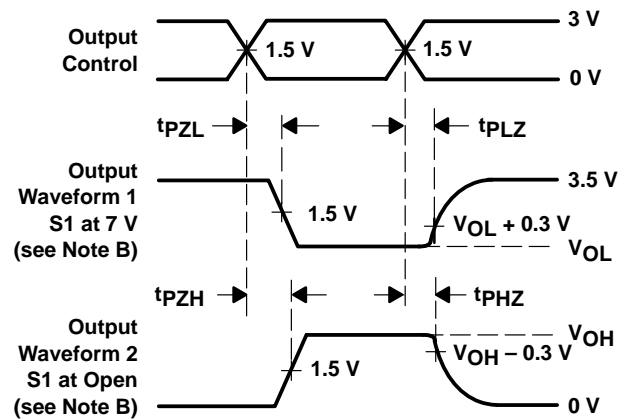 3 V
Output
Control
1.5 V
1.5 V
0 V
tPZL
tPLZ
Output
Waveform 1
S1 at 7 V
(see Note B)
3.5 V
1.5 V
VOL + 0.3 V
VOL
tPZH
tPHZ
Output
Waveform 2
S1 at Open
(see Note B)
VOH
1.5 V
VOH – 0.3 V
0 V